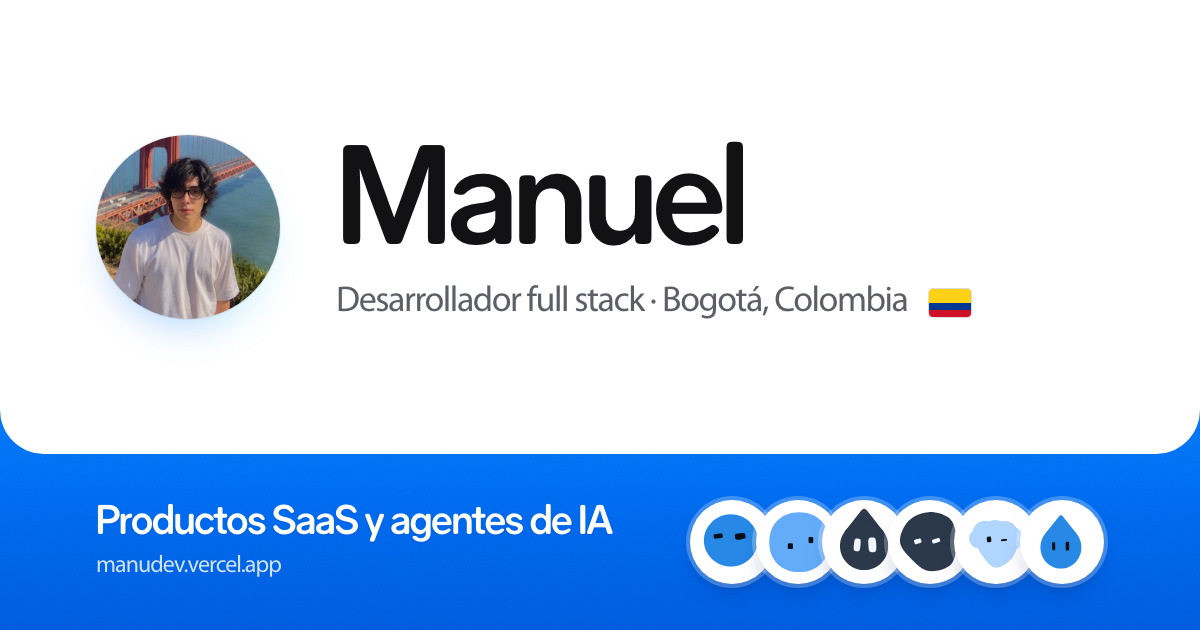 Manuel
Desarrollador full stack · Bogotá, Colombia
Productos SaaS y agentes de IA
manudev.vercel.app